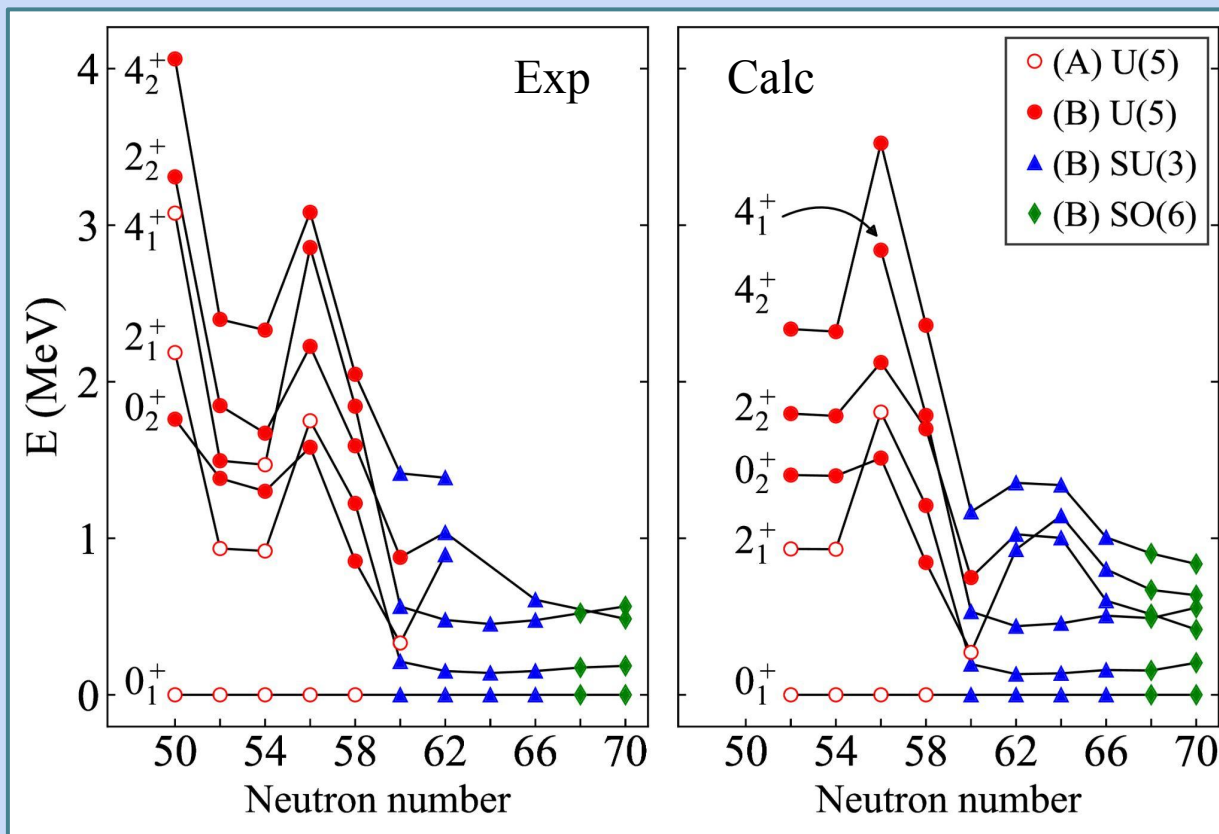 Exp
Calc
(A) U(5)
(B) U(5)
(B) SU(3)
(B) SO(6)
E (MeV)
4
3
2
1
0
4₂⁺
2₂⁺
4₁⁺
2₁⁺
0₂⁺
0₁⁺
4₁⁺
4₂⁺
2₂⁺
0₂⁺
2₁⁺
0₁⁺
50 54 58 62 66 70
50 54 58 62 66 70
Neutron number
Neutron number